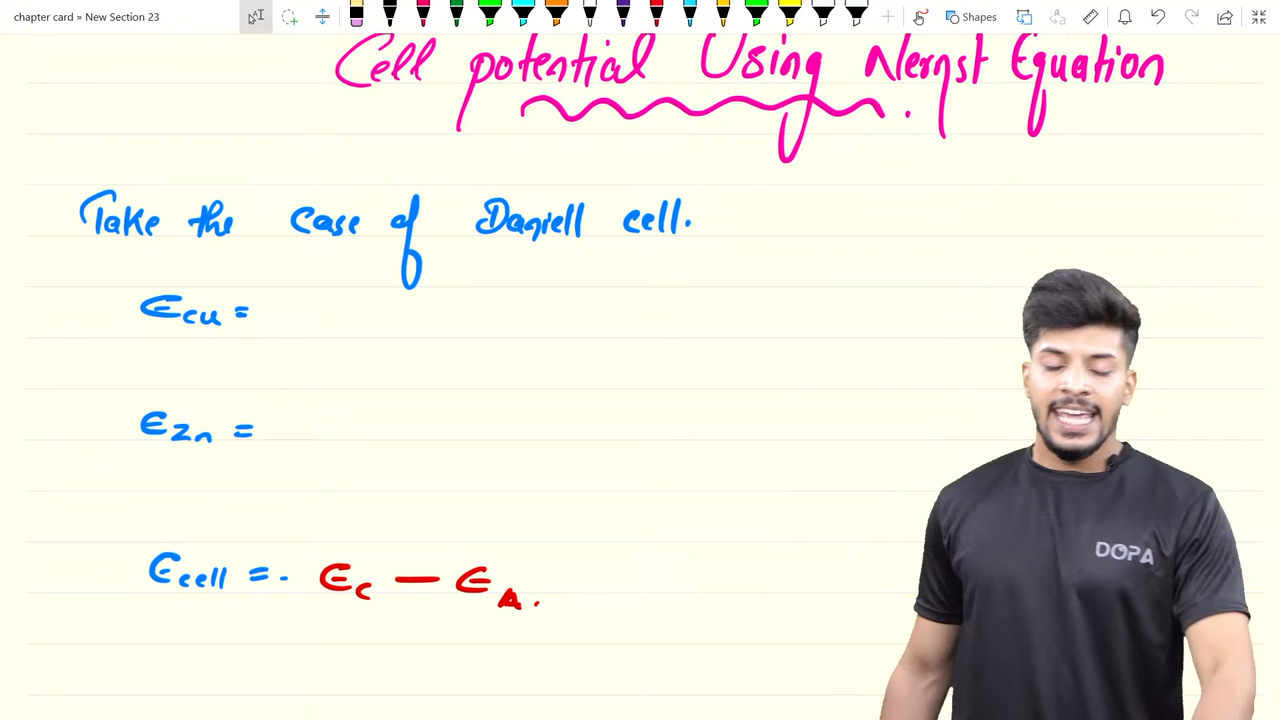 chapter card » New Section 23
Shapes
Cell potential Using Nernst Equation
Take the case of Daniell cell.
ECu =
EZn =
Ecell = EC — EA.
DOPA